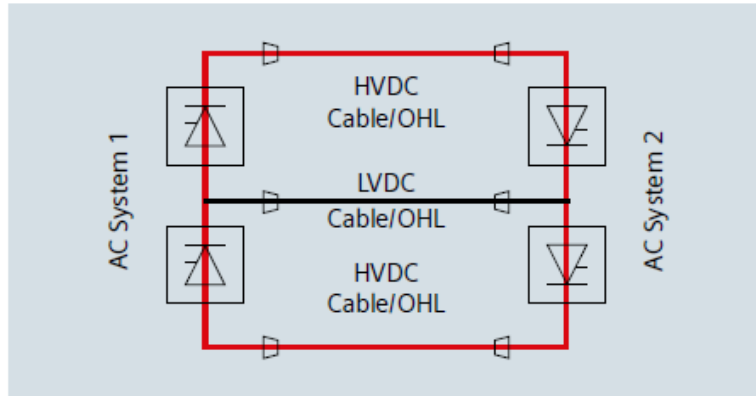 AC System 1
HVDC
Cable/OHL
LVDC
Cable/OHL
HVDC
Cable/OHL
AC System 2